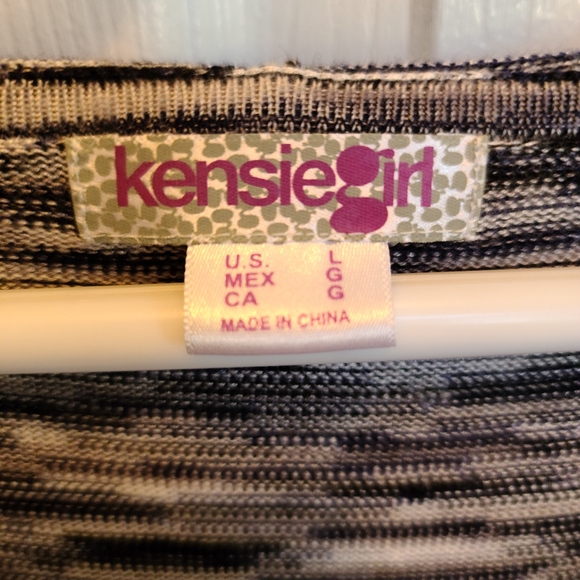 kensiegirl
U.S. L
MEX G
CA G
MADE IN CHINA